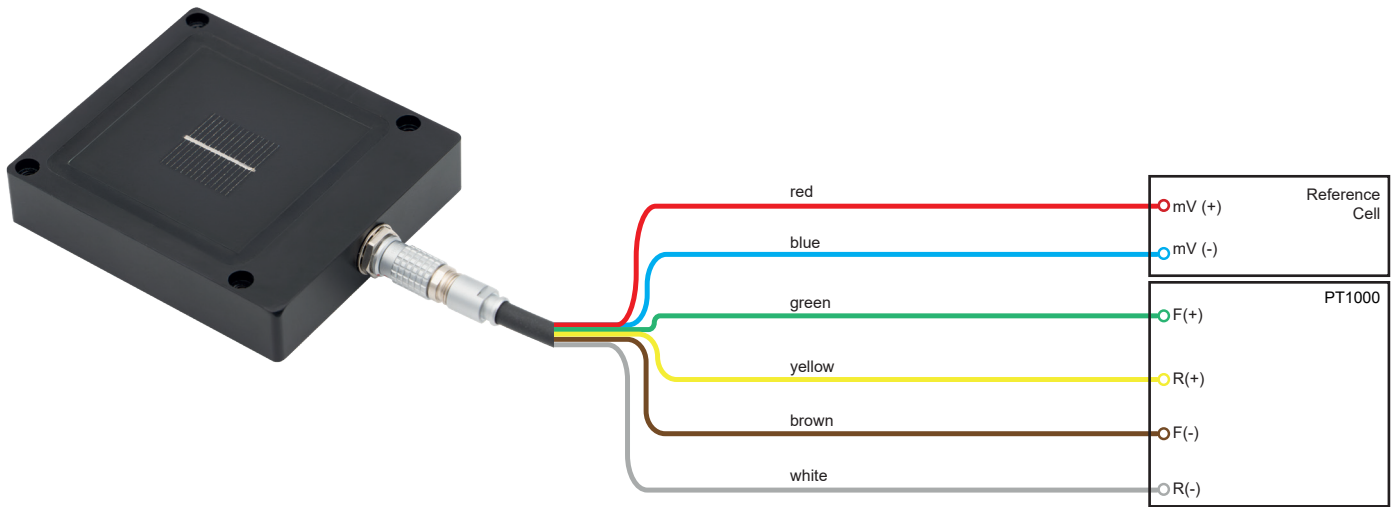 red
mV (+)
Reference
Cell
blue
mV (-)
green
PT1000
F(+)
yellow
R(+)
brown
F(-)
white
R(-)